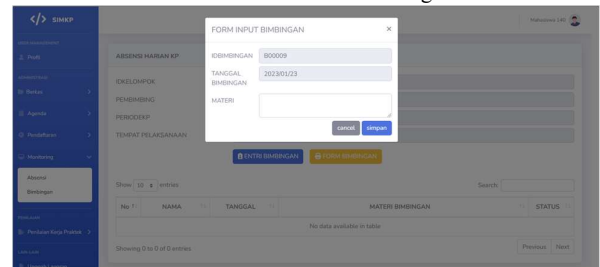 </> SIMKP
Mahasiswa UAD
Profil
Berkas
Agenda
Pendaftaran
Monitoring
Absensi
Bimbingan
Penilaian Kerja Praktek
FORM INPUT BIMBINGAN ×
IDBIMBINGAN B00009
TANGGAL BIMBINGAN 2023/01/23
MATERI
cancel simpan
ABSENSI HARIAN KP
IDKELOMPOK
PEMBIMBING
PERIODEKP
TEMPAT PELAKSANAAN
ENTRI BIMBINGAN FORM BIMBINGAN
Show 10 entries Search:
No NAMA TANGGAL MATERI BIMBINGAN STATUS
No data available in table
Showing 0 to 0 of 0 entries Previous Next